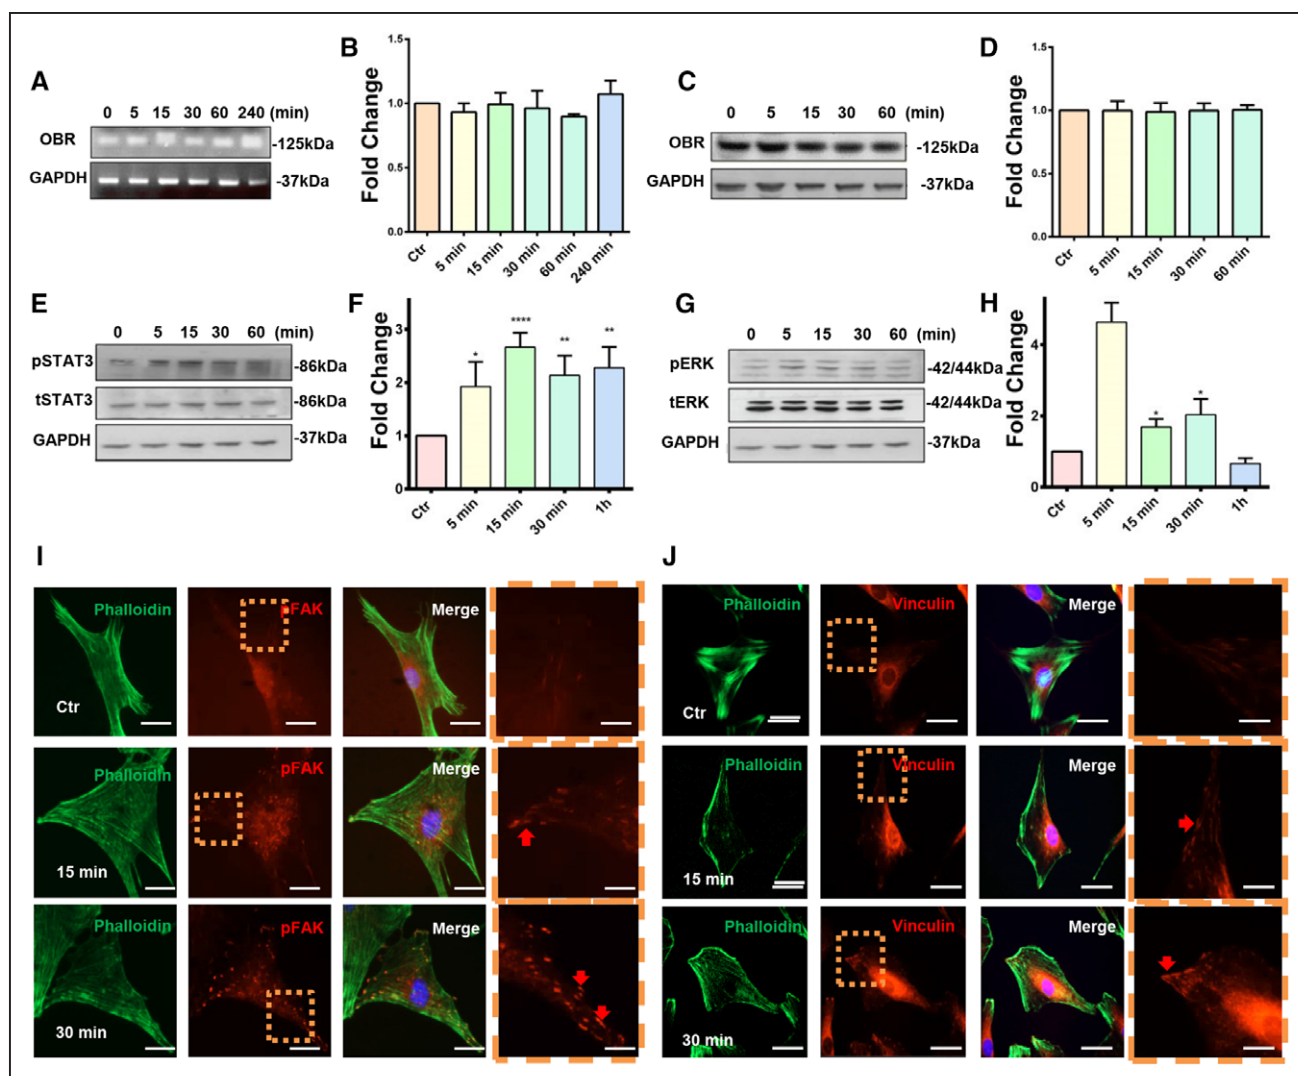 A
0 5 15 30 60 240 (min)
OBR -125kDa
GAPDH -37kDa
B
Fold Change
1.5
1.0
0.5
0.0
Ctr 5 min 15 min 30 min 60 min 240 min
C
0 5 15 30 60 (min)
OBR -125kDa
GAPDH -37kDa
D
Fold Change
1.5
1.0
0.5
0.0
Ctr 5 min 15 min 30 min 60 min
E
0 5 15 30 60 (min)
pSTAT3 -86kDa
tSTAT3 -86kDa
GAPDH -37kDa
F
Fold Change
3
2
1
0
* **** ** **
Ctr 5 min 15 min 30 min 1h
G
0 5 15 30 60 (min)
pERK -42/44kDa
tERK -42/44kDa
GAPDH -37kDa
H
Fold Change
4
2
0
* *
Ctr 5 min 15 min 30 min 1h
I
Phalloidin pFAK Merge
Ctr
Phalloidin pFAK Merge
15 min
Phalloidin pFAK Merge
30 min
J
Phalloidin Vinculin Merge
Ctr
Phalloidin Vinculin Merge
15 min
Phalloidin Vinculin Merge
30 min